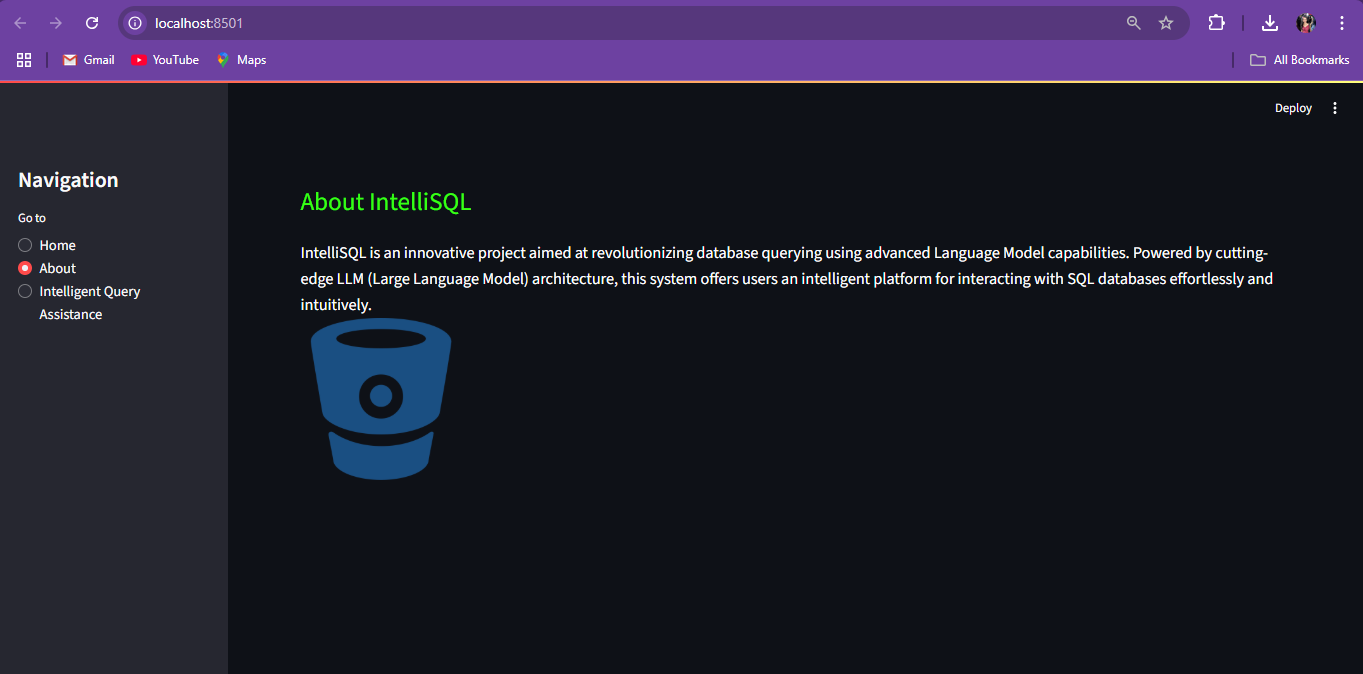 localhost:8501
Gmail
YouTube
Maps
All Bookmarks
Deploy
Navigation
Go to
Home
About
Intelligent Query
Assistance
About IntelliSQL
IntelliSQL is an innovative project aimed at revolutionizing database querying using advanced Language Model capabilities. Powered by cutting-
edge LLM (Large Language Model) architecture, this system offers users an intelligent platform for interacting with SQL databases effortlessly and
intuitively.